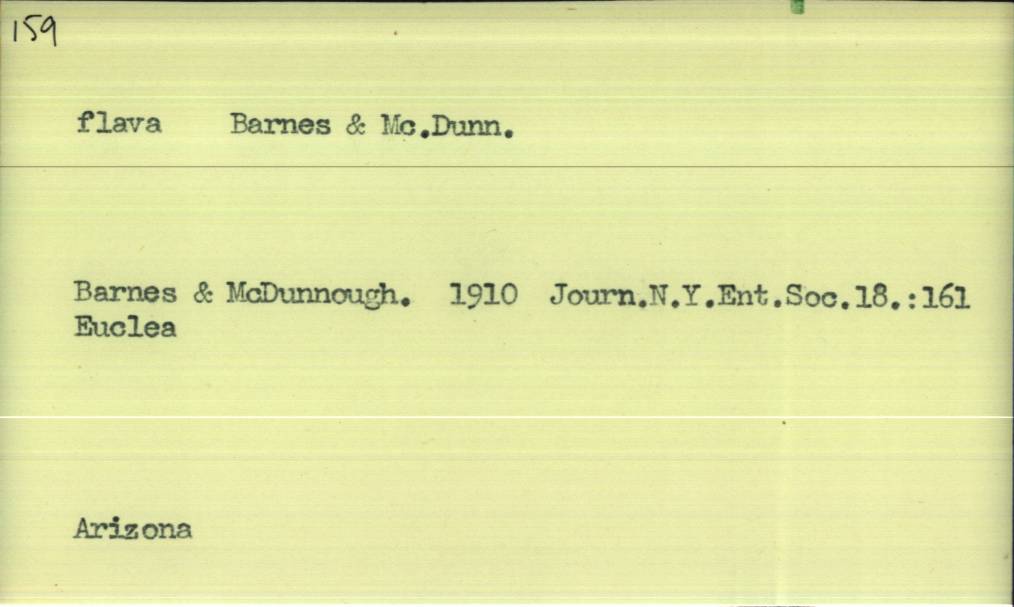 159
flava Barnes & Mc.Dunn.
Barnes & McDunnough. 1910 Journ.N.Y.Ent.Soc.18.:161
Euclea
Arizona